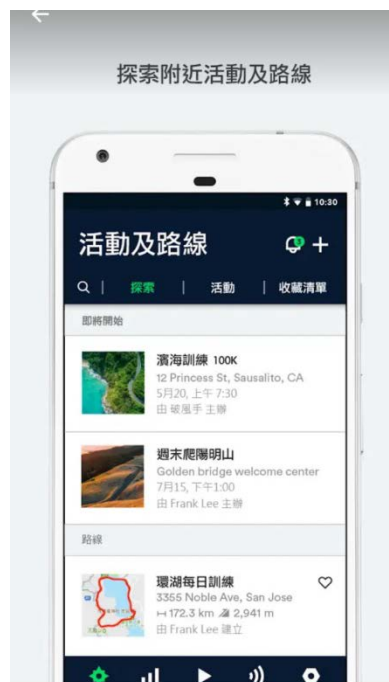 探索附近活動及路線
10:30
活動及路線
探索 | 活動 | 收藏清單
即將開始
濱海訓練 100K
12 Princess St, Sausalito, CA
5月20, 上午 7:30
由 破風手 主辦
週末爬陽明山
Golden bridge welcome center
7月15, 下午1:00
由 Frank Lee 主辦
路線
環湖每日訓練
3355 Noble Ave, San Jose
172.3 km 2,941 m
由 Frank Lee 建立